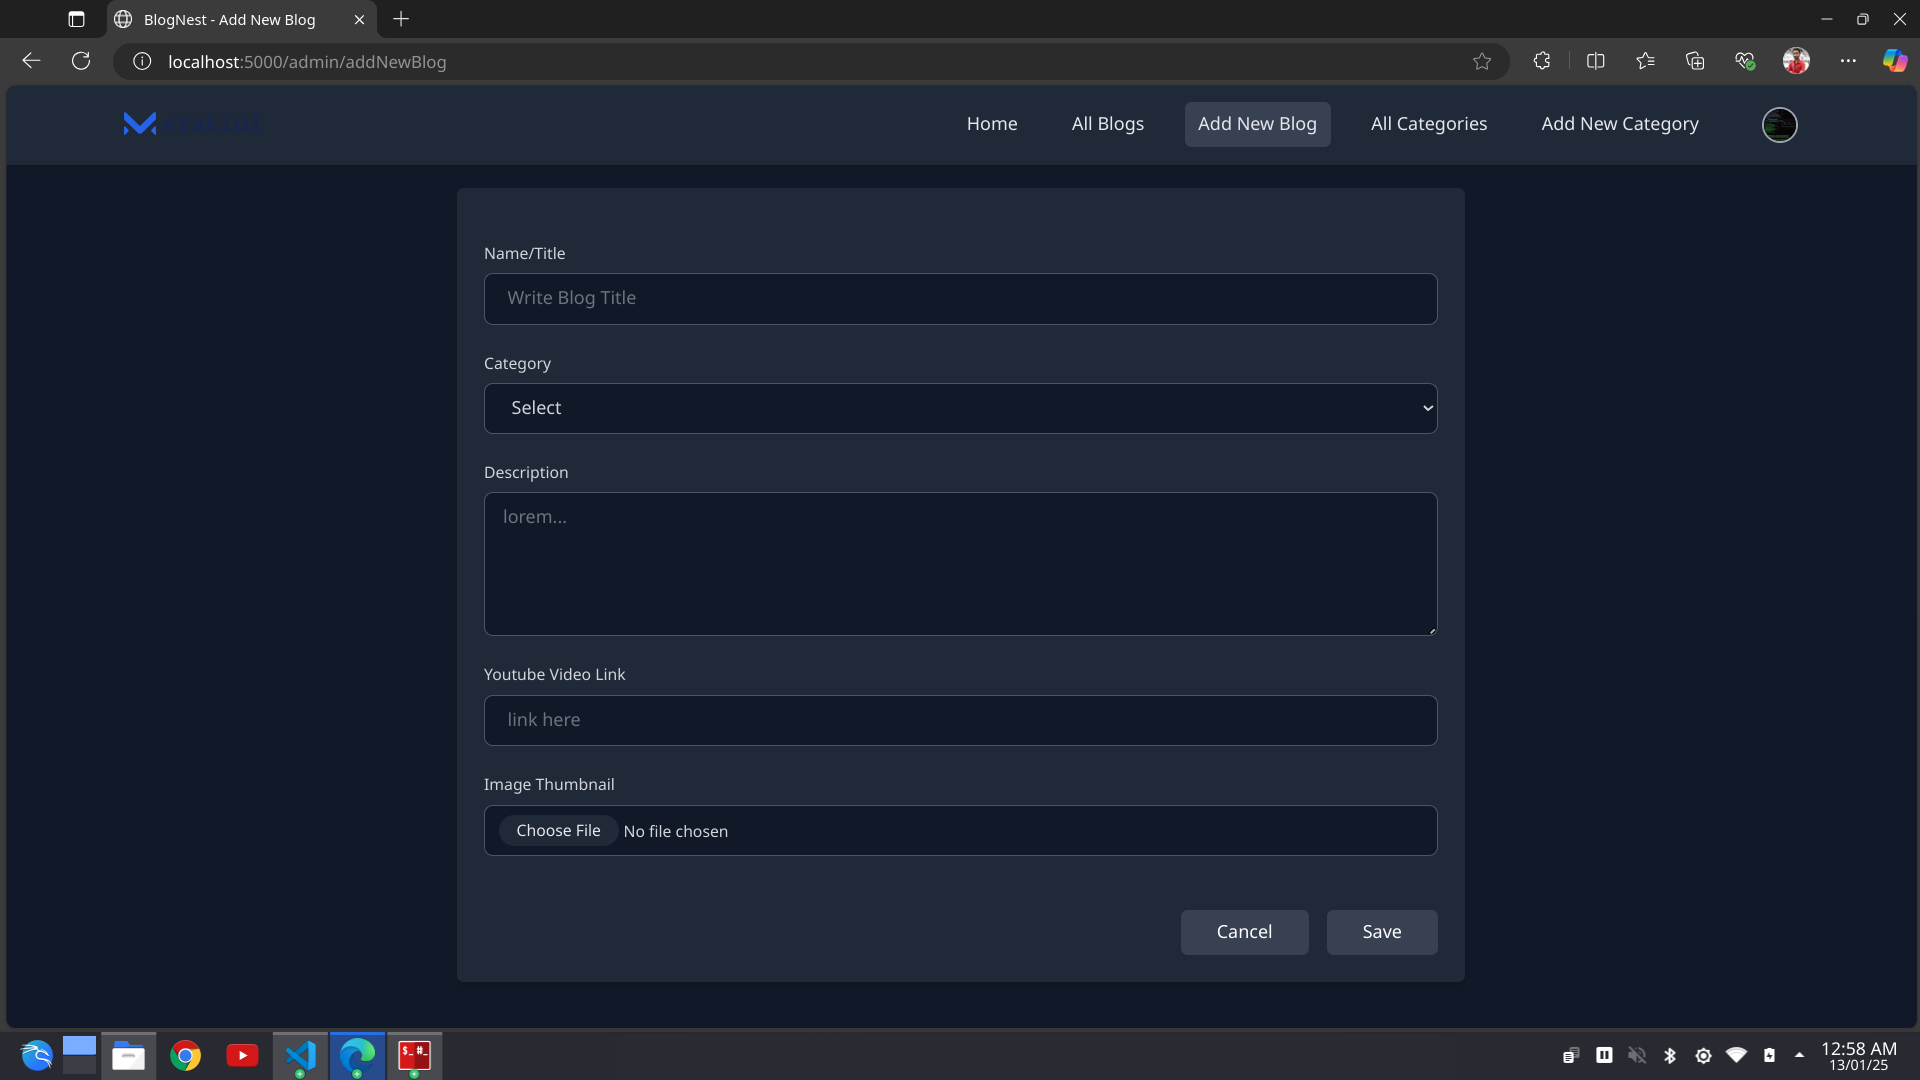 BlogNest - Add New Blog
localhost:5000/admin/addNewBlog
Home
All Blogs
Add New Blog
All Categories
Add New Category
Name/Title
Write Blog Title
Category
Select
Description
lorem...
Youtube Video Link
link here
Image Thumbnail
Choose File No file chosen
Cancel
Save
12:58 AM
13/01/25